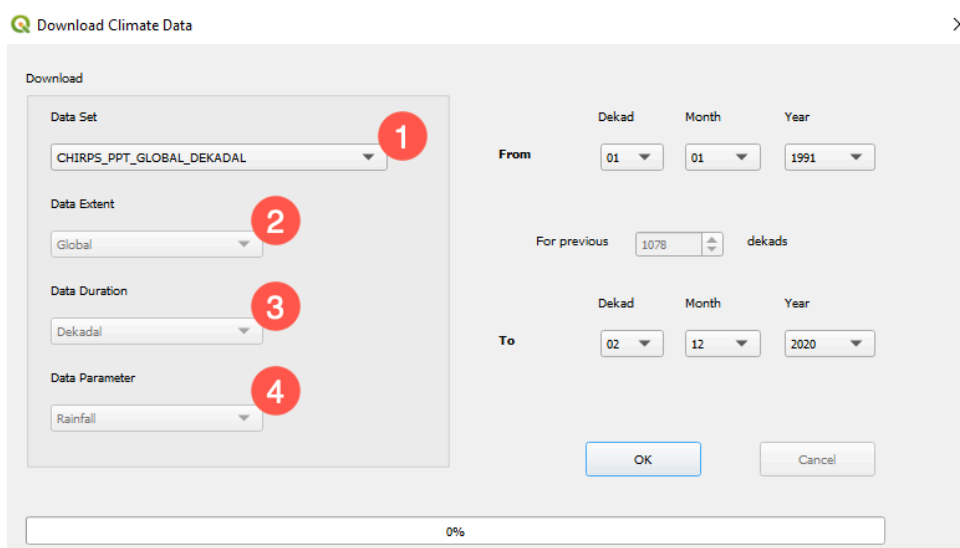 Download Climate Data
Download
Data Set
1
CHIRPS_PPT_GLOBAL_DEKADAL
Data Extent
2
Global
Data Duration
3
Dekadal
Data Parameter
4
Rainfall
Dekad Month Year
From 01 01 1991
For previous 1078 dekads
Dekad Month Year
To 02 12 2020
OK Cancel
0%